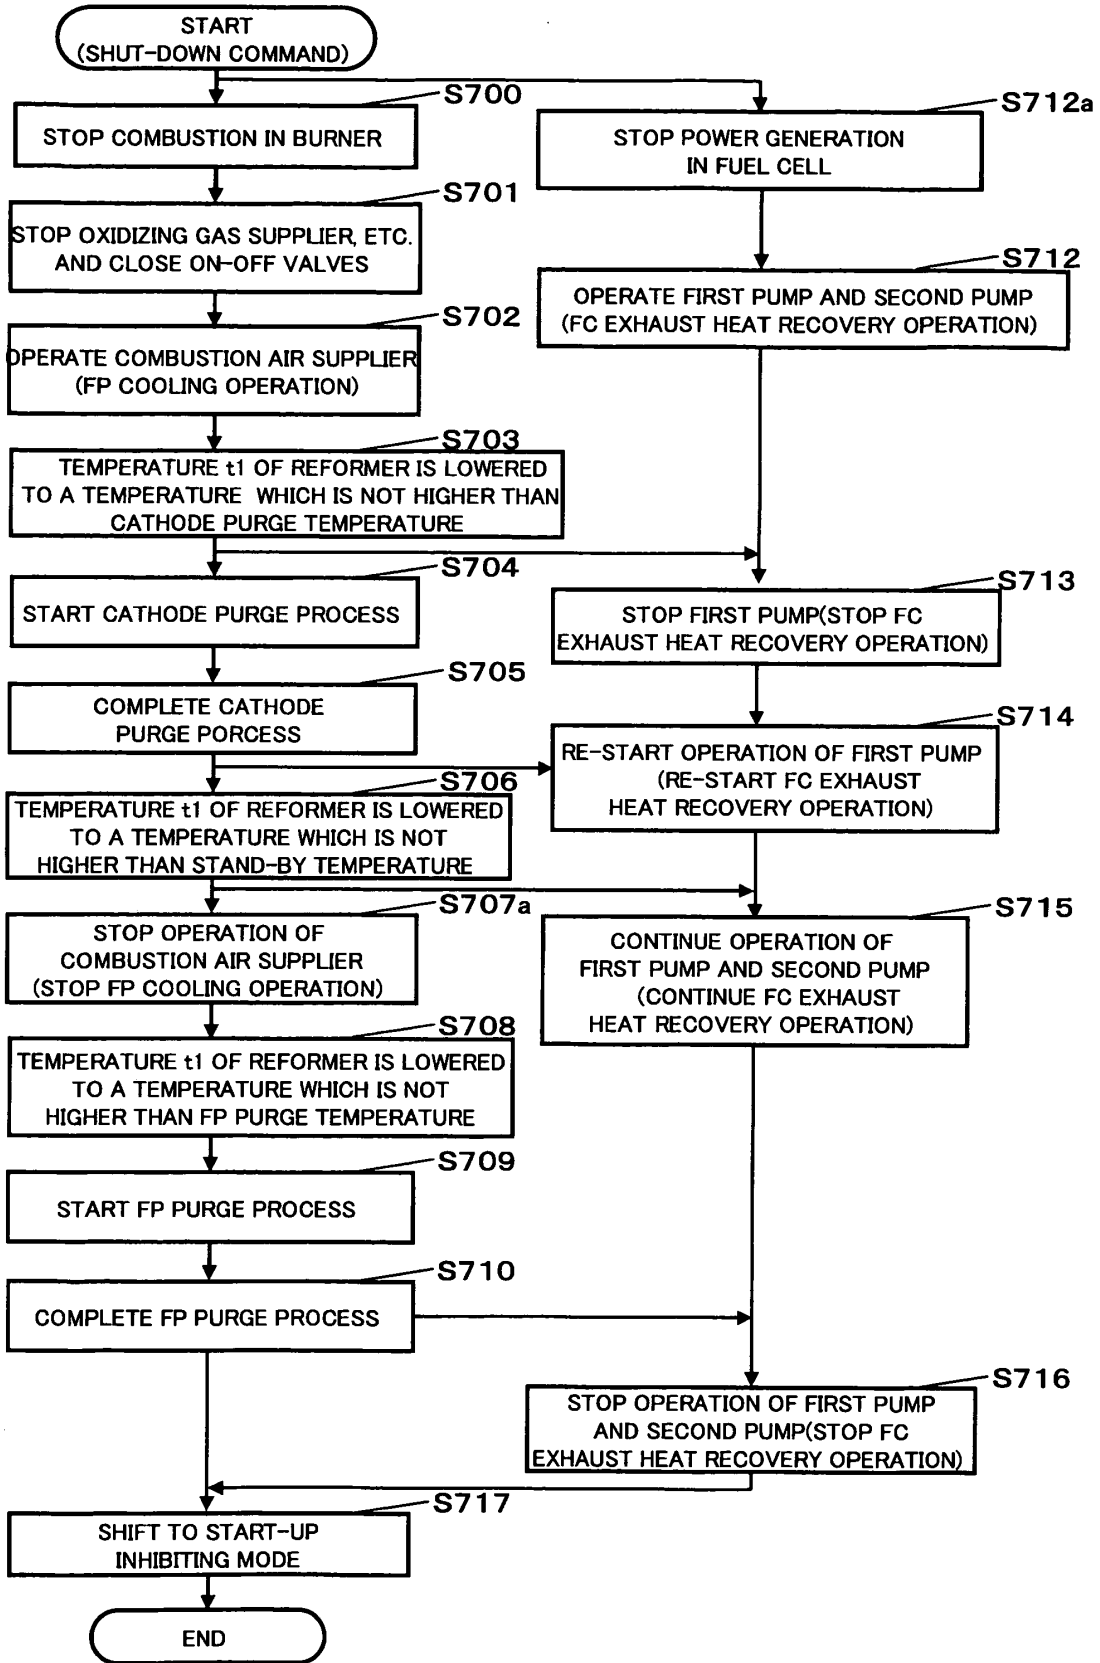 START
(SHUT-DOWN COMMAND)
S700
STOP COMBUSTION IN BURNER
S712a
STOP POWER GENERATION
IN FUEL CELL
S701
STOP OXIDIZING GAS SUPPLIER, ETC.
AND CLOSE ON-OFF VALVES
S712
OPERATE FIRST PUMP AND SECOND PUMP
(FC EXHAUST HEAT RECOVERY OPERATION)
S702
OPERATE COMBUSTION AIR SUPPLIER
(FP COOLING OPERATION)
S703
TEMPERATURE t1 OF REFORMER IS LOWERED
TO A TEMPERATURE WHICH IS NOT HIGHER THAN
CATHODE PURGE TEMPERATURE
S704
START CATHODE PURGE PROCESS
S713
STOP FIRST PUMP(STOP FC
EXHAUST HEAT RECOVERY OPERATION)
S705
COMPLETE CATHODE
PURGE PORCESS
S714
RE-START OPERATION OF FIRST PUMP
(RE-START FC EXHAUST
HEAT RECOVERY OPERATION)
S706
TEMPERATURE t1 OF REFORMER IS LOWERED
TO A TEMPERATURE WHICH IS NOT
HIGHER THAN STAND-BY TEMPERATURE
S707a
STOP OPERATION OF
COMBUSTION AIR SUPPLIER
(STOP FP COOLING OPERATION)
S715
CONTINUE OPERATION OF
FIRST PUMP AND SECOND PUMP
(CONTINUE FC EXHAUST
HEAT RECOVERY OPERATION)
S708
TEMPERATURE t1 OF REFORMER IS LOWERED
TO A TEMPERATURE WHICH IS NOT
HIGHER THAN FP PURGE TEMPERATURE
S709
START FP PURGE PROCESS
S710
COMPLETE FP PURGE PROCESS
S716
STOP OPERATION OF FIRST PUMP
AND SECOND PUMP(STOP FC
EXHAUST HEAT RECOVERY OPERATION)
S717
SHIFT TO START-UP
INHIBITING MODE
END